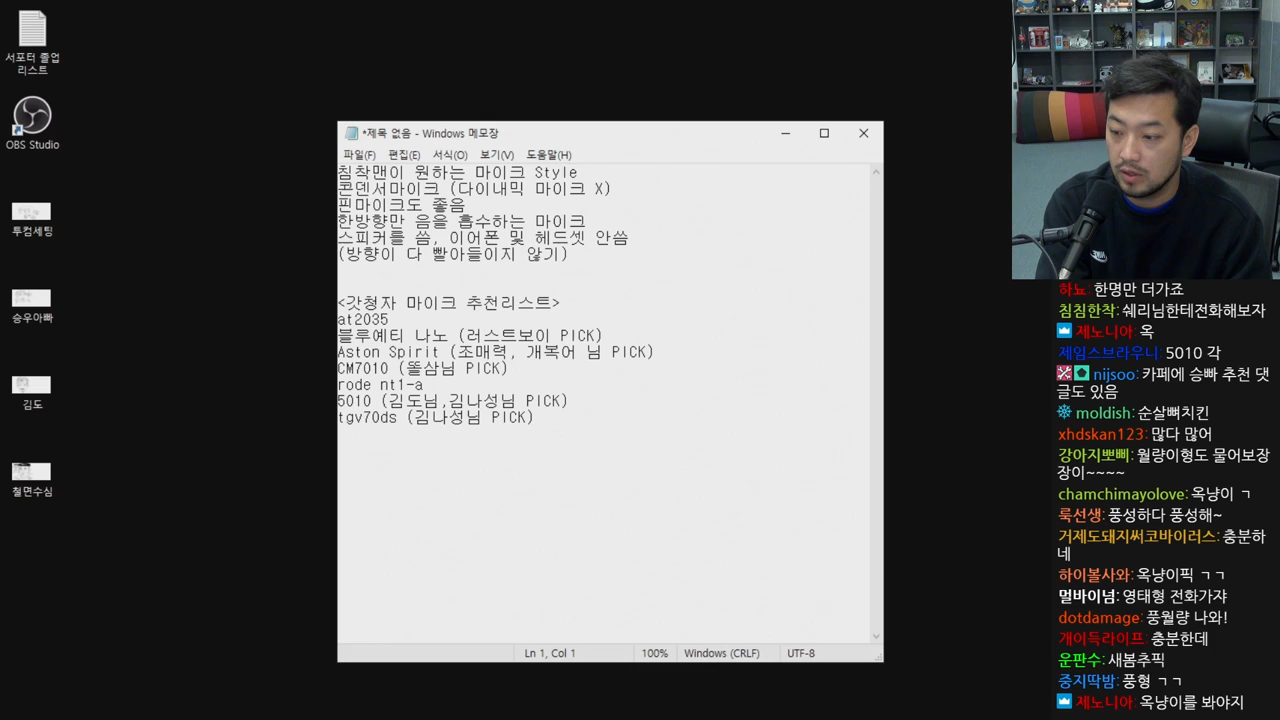 서포터 졸업
리스트
OBS Studio
투컴세팅
승우아빠
김도
철면수심
*제목 없음 - Windows 메모장
파일(F) 편집(E) 서식(O) 보기(V) 도움말(H)
침착맨이 원하는 마이크 Style
콘덴서마이크 (다이내믹 마이크 X)
핀마이크도 좋음
한방향만 음을 흡수하는 마이크
스피커를 씀, 이어폰 및 헤드셋 안씀
(방향이 다 빨아들이지 않기)
<갓청자 마이크 추천리스트>
at2035
블루예티 나노 (러스트보이 PICK)
Aston Spirit (조매력, 개복어 님 PICK)
CM7010 (똘삼님 PICK)
rode nt1-a
5010 (김도님,김나성님 PICK)
tgv70ds (김나성님 PICK)
Ln 1, Col 1 100% Windows (CRLF) UTF-8
하뇨: 한명만 더가죠
침침한착: 쉐리님한테전화해보자
제노니아: 옥
제임스브라우니: 5010 각
nijsoo: 카페에 승빠 추천 댓
글도 있음
moldish: 순살뼈치킨
xhdskan123: 많다 많어
강아지뽀삐: 월량이형도 물어보장
장이~~~~
chamchimayolove: 옥냥이 ㄱ
룩선생: 풍성하다 풍성해~
거제도돼지써코바이러스: 충분하
네
하이볼사와: 옥냥이픽 ㄱㄱ
멀바이넘: 영태형 전화가쟈
dotdamage: 풍월량 나와!
개이득라이프: 충분한데
운판수: 새봄추픽
중지딱밤: 풍형 ㄱㄱ
제노니아: 옥냥이를 봐야지